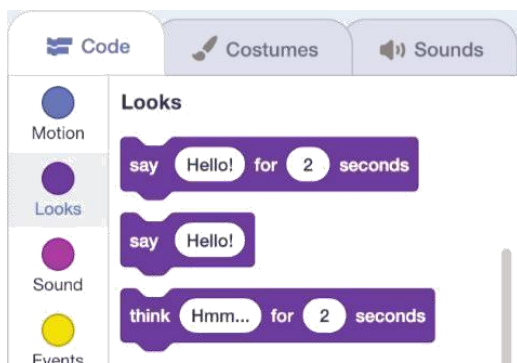 Code Costumes Sounds
Looks
Motion
say Hello! for 2 seconds
Looks
say Hello!
Sound
think Hmm... for 2 seconds
Events